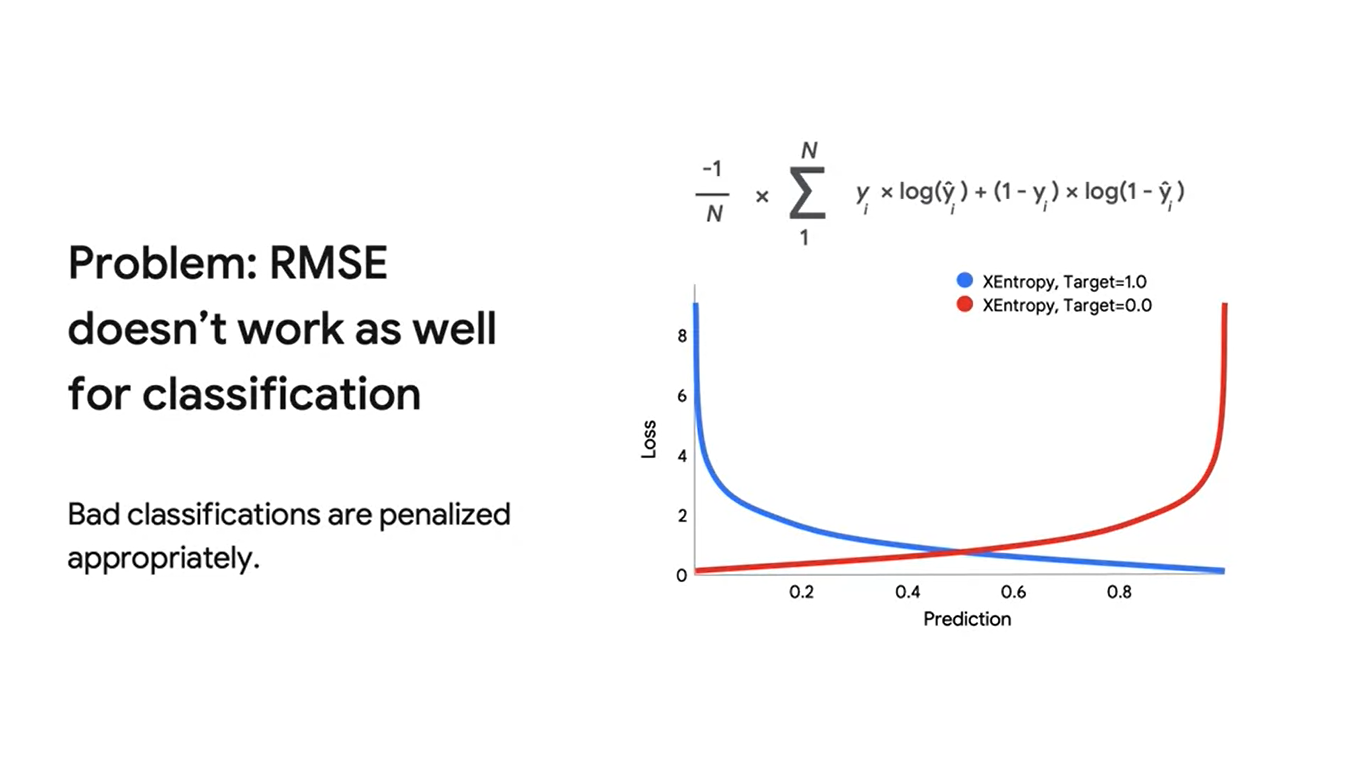 Problem: RMSE
doesn't work as well
for classification
Bad classifications are penalized
appropriately.
-1
N
×
N
Σ
1
y_i × log(ŷ_i) + (1 - y_i) × log(1 - ŷ_i)
XEntropy, Target=1.0
XEntropy, Target=0.0
Loss
8
6
4
2
0
0.2 0.4 0.6 0.8
Prediction